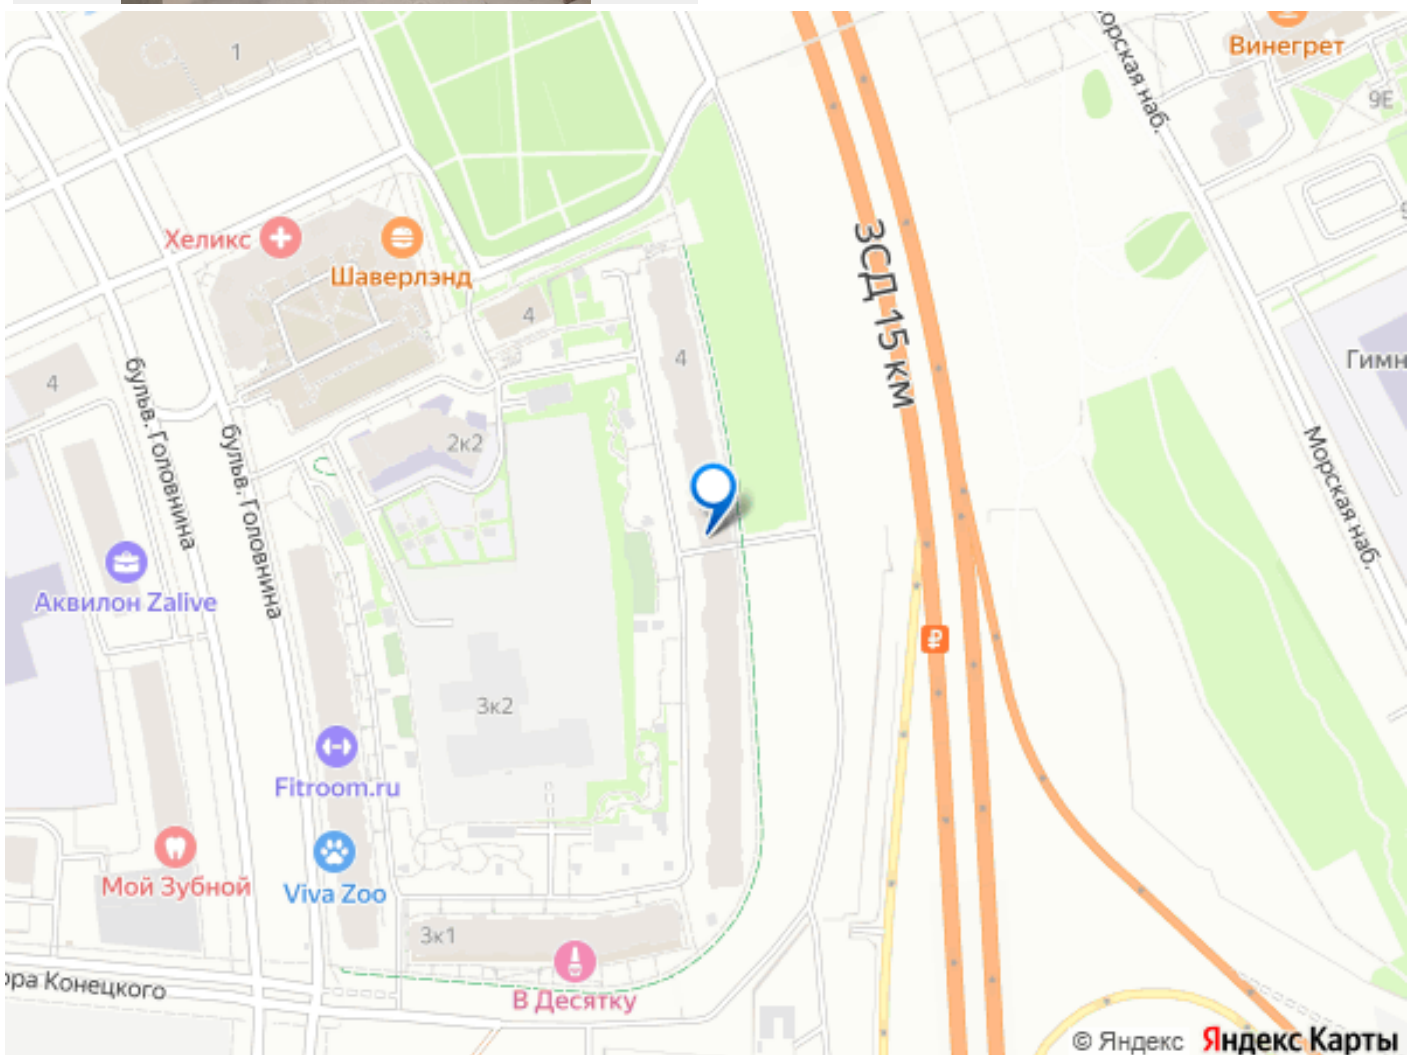 1
Винегрет
9Е
Морская наб.
Хеликс
Шаверлэнд
ЗСД 15 км
4
4
4
Гимн
бульв. Головнина
бульв. Головнина
2к2
Морская наб.
Аквилон Zalive
₽
3к2
Fitroom.ru
Мой Зубной
Viva Zoo
3к1
ора Конецкого
В Десятку
© Яндекс Яндекс Карты